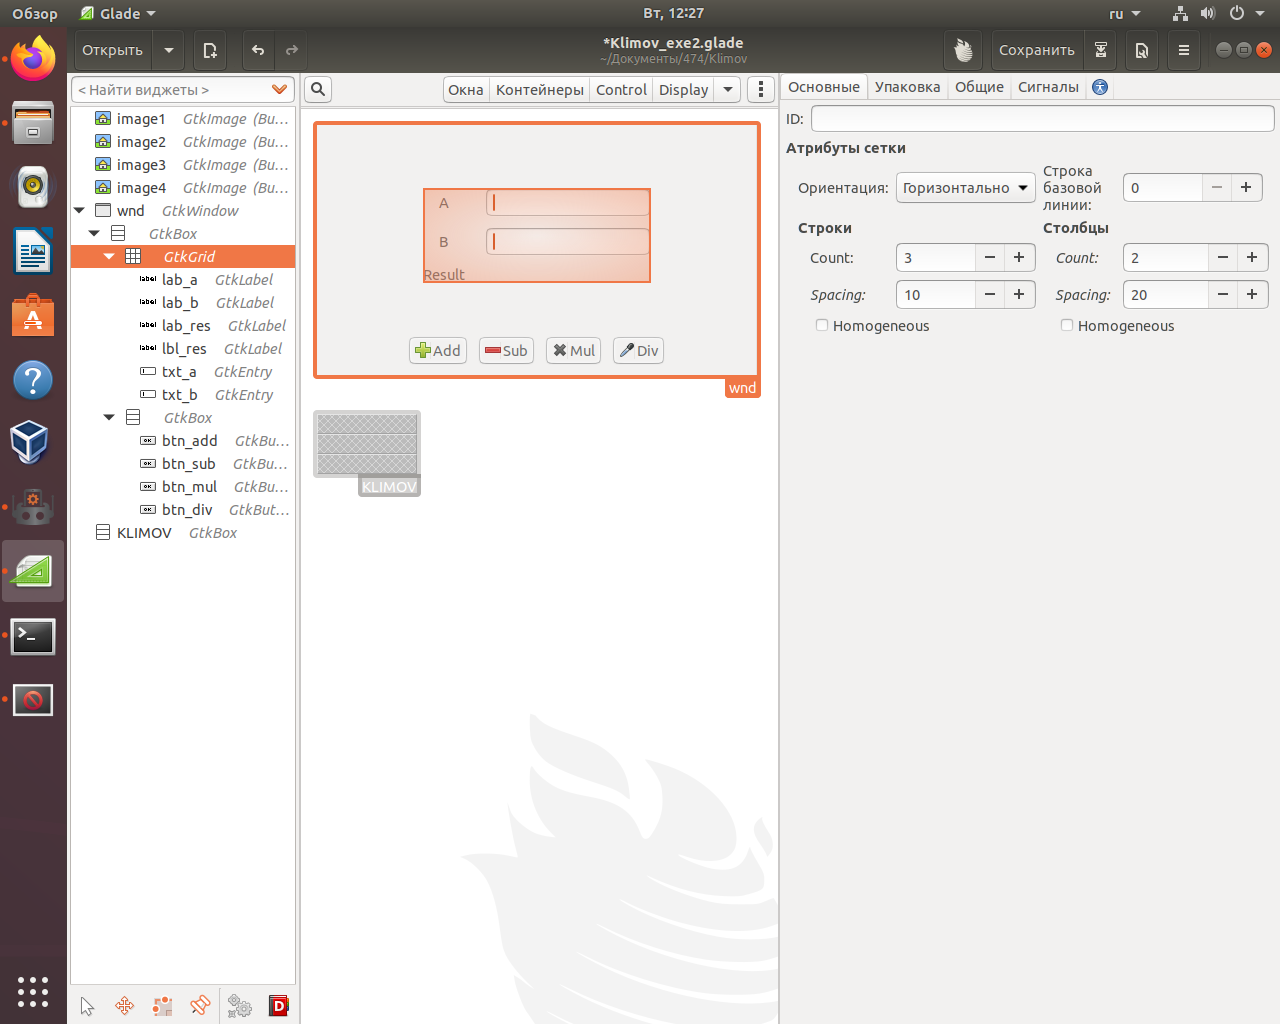 Обзор Glade Вт, 12:27 ru
Открыть *Klimov_exe2.glade Сохранить
~/Документы/474/Klimov
< Найти виджеты > Окна Контейнеры Control Display Основные Упаковка Общие Сигналы
image1 GtkImage (Bu…
image2 GtkImage (Bu…
image3 GtkImage (Bu…
image4 GtkImage (Bu…
wnd GtkWindow
GtkBox
GtkGrid
lab_a GtkLabel
lab_b GtkLabel
lab_res GtkLabel
lbl_res GtkLabel
txt_a GtkEntry
txt_b GtkEntry
GtkBox
btn_add GtkBu…
btn_sub GtkBu…
btn_mul GtkBu…
btn_div GtkBut…
KLIMOV GtkBox
A
B
Result
Add Sub Mul Div
wnd
KLIMOV
ID:
Атрибуты сетки
Ориентация: Горизонтально Строка базовой линии: 0
Строки Столбцы
Count: 3 Count: 2
Spacing: 10 Spacing: 20
Homogeneous Homogeneous